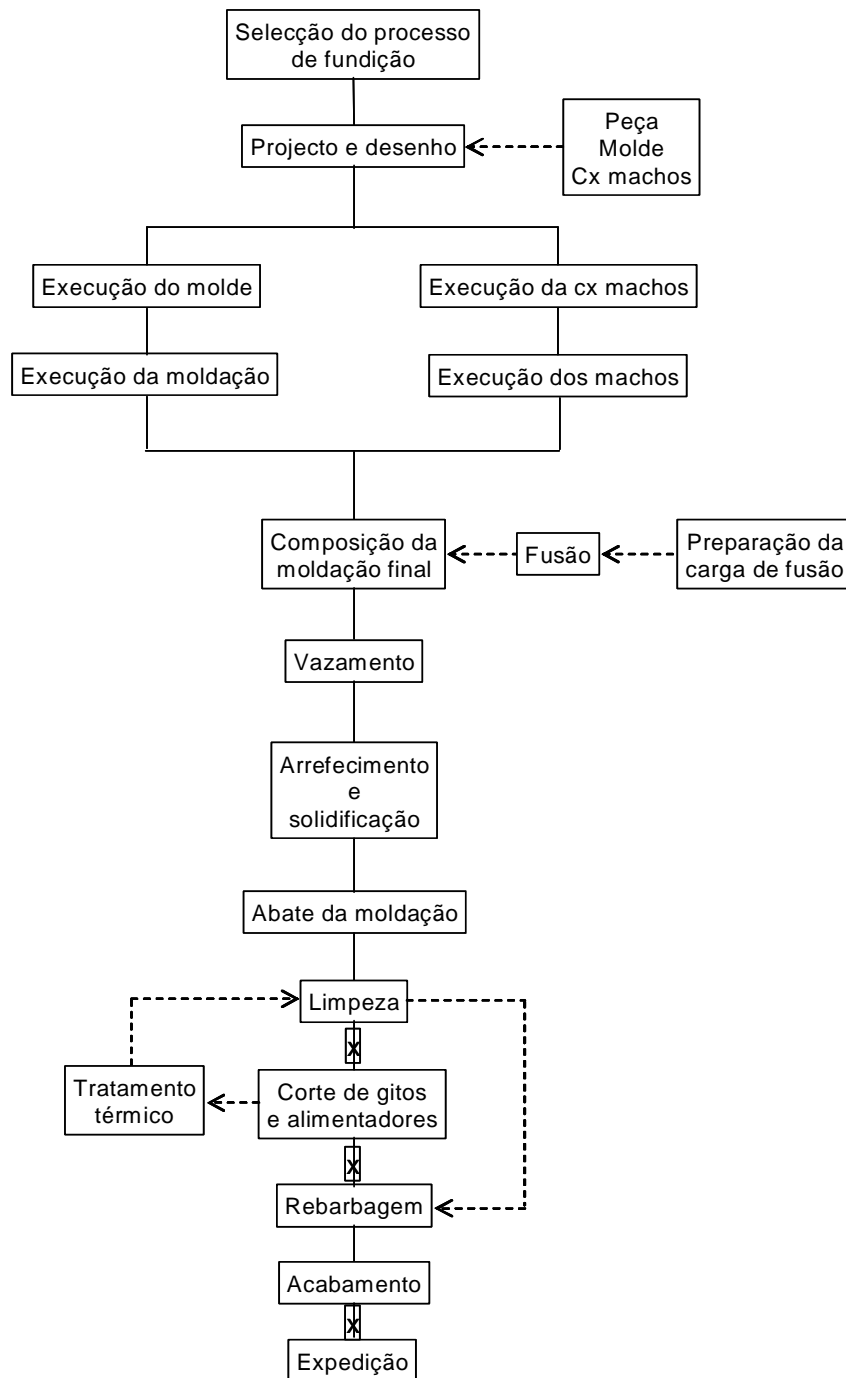 Selecção do processo
de fundição
Projecto e desenho
Peça
Molde
Cx machos
Execução do molde
Execução da cx machos
Execução da moldação
Execução dos machos
Composição da
moldação final
Fusão
Preparação da
carga de fusão
Vazamento
Arrefecimento
e
solidificação
Abate da moldação
Limpeza
X
Tratamento
térmico
Corte de gitos
e alimentadores
X
Rebarbagem
Acabamento
X
Expedição